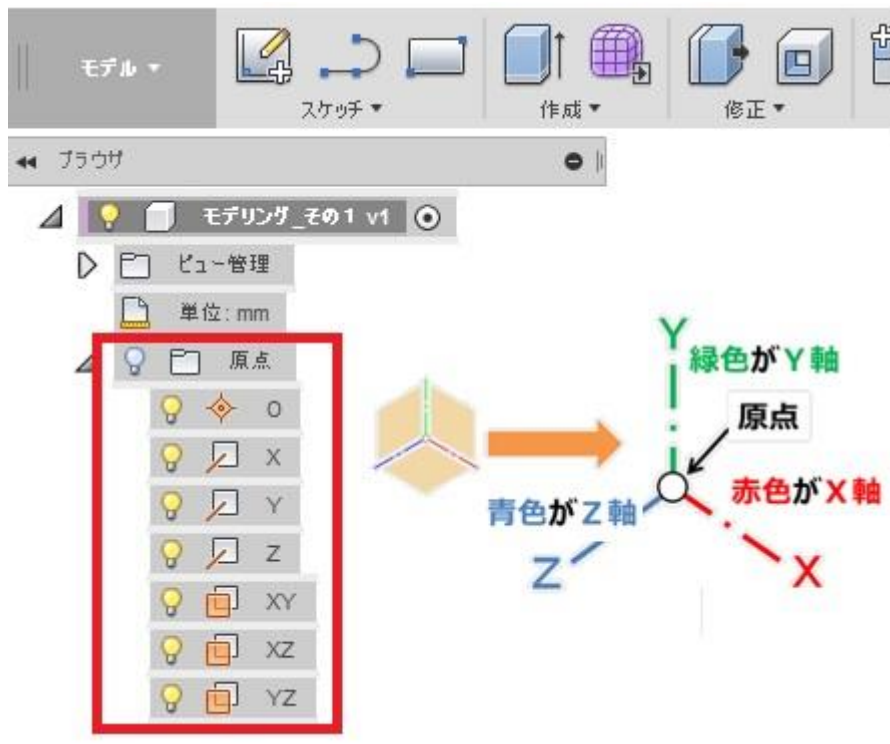 モデル
スケッチ
作成
修正
ブラウザ
モデリング_その1 v1
ビュー管理
単位: mm
原点
O
X
Y
Z
XY
XZ
YZ
Y
緑色がY軸
原点
赤色がX軸
青色がZ軸
Z
X